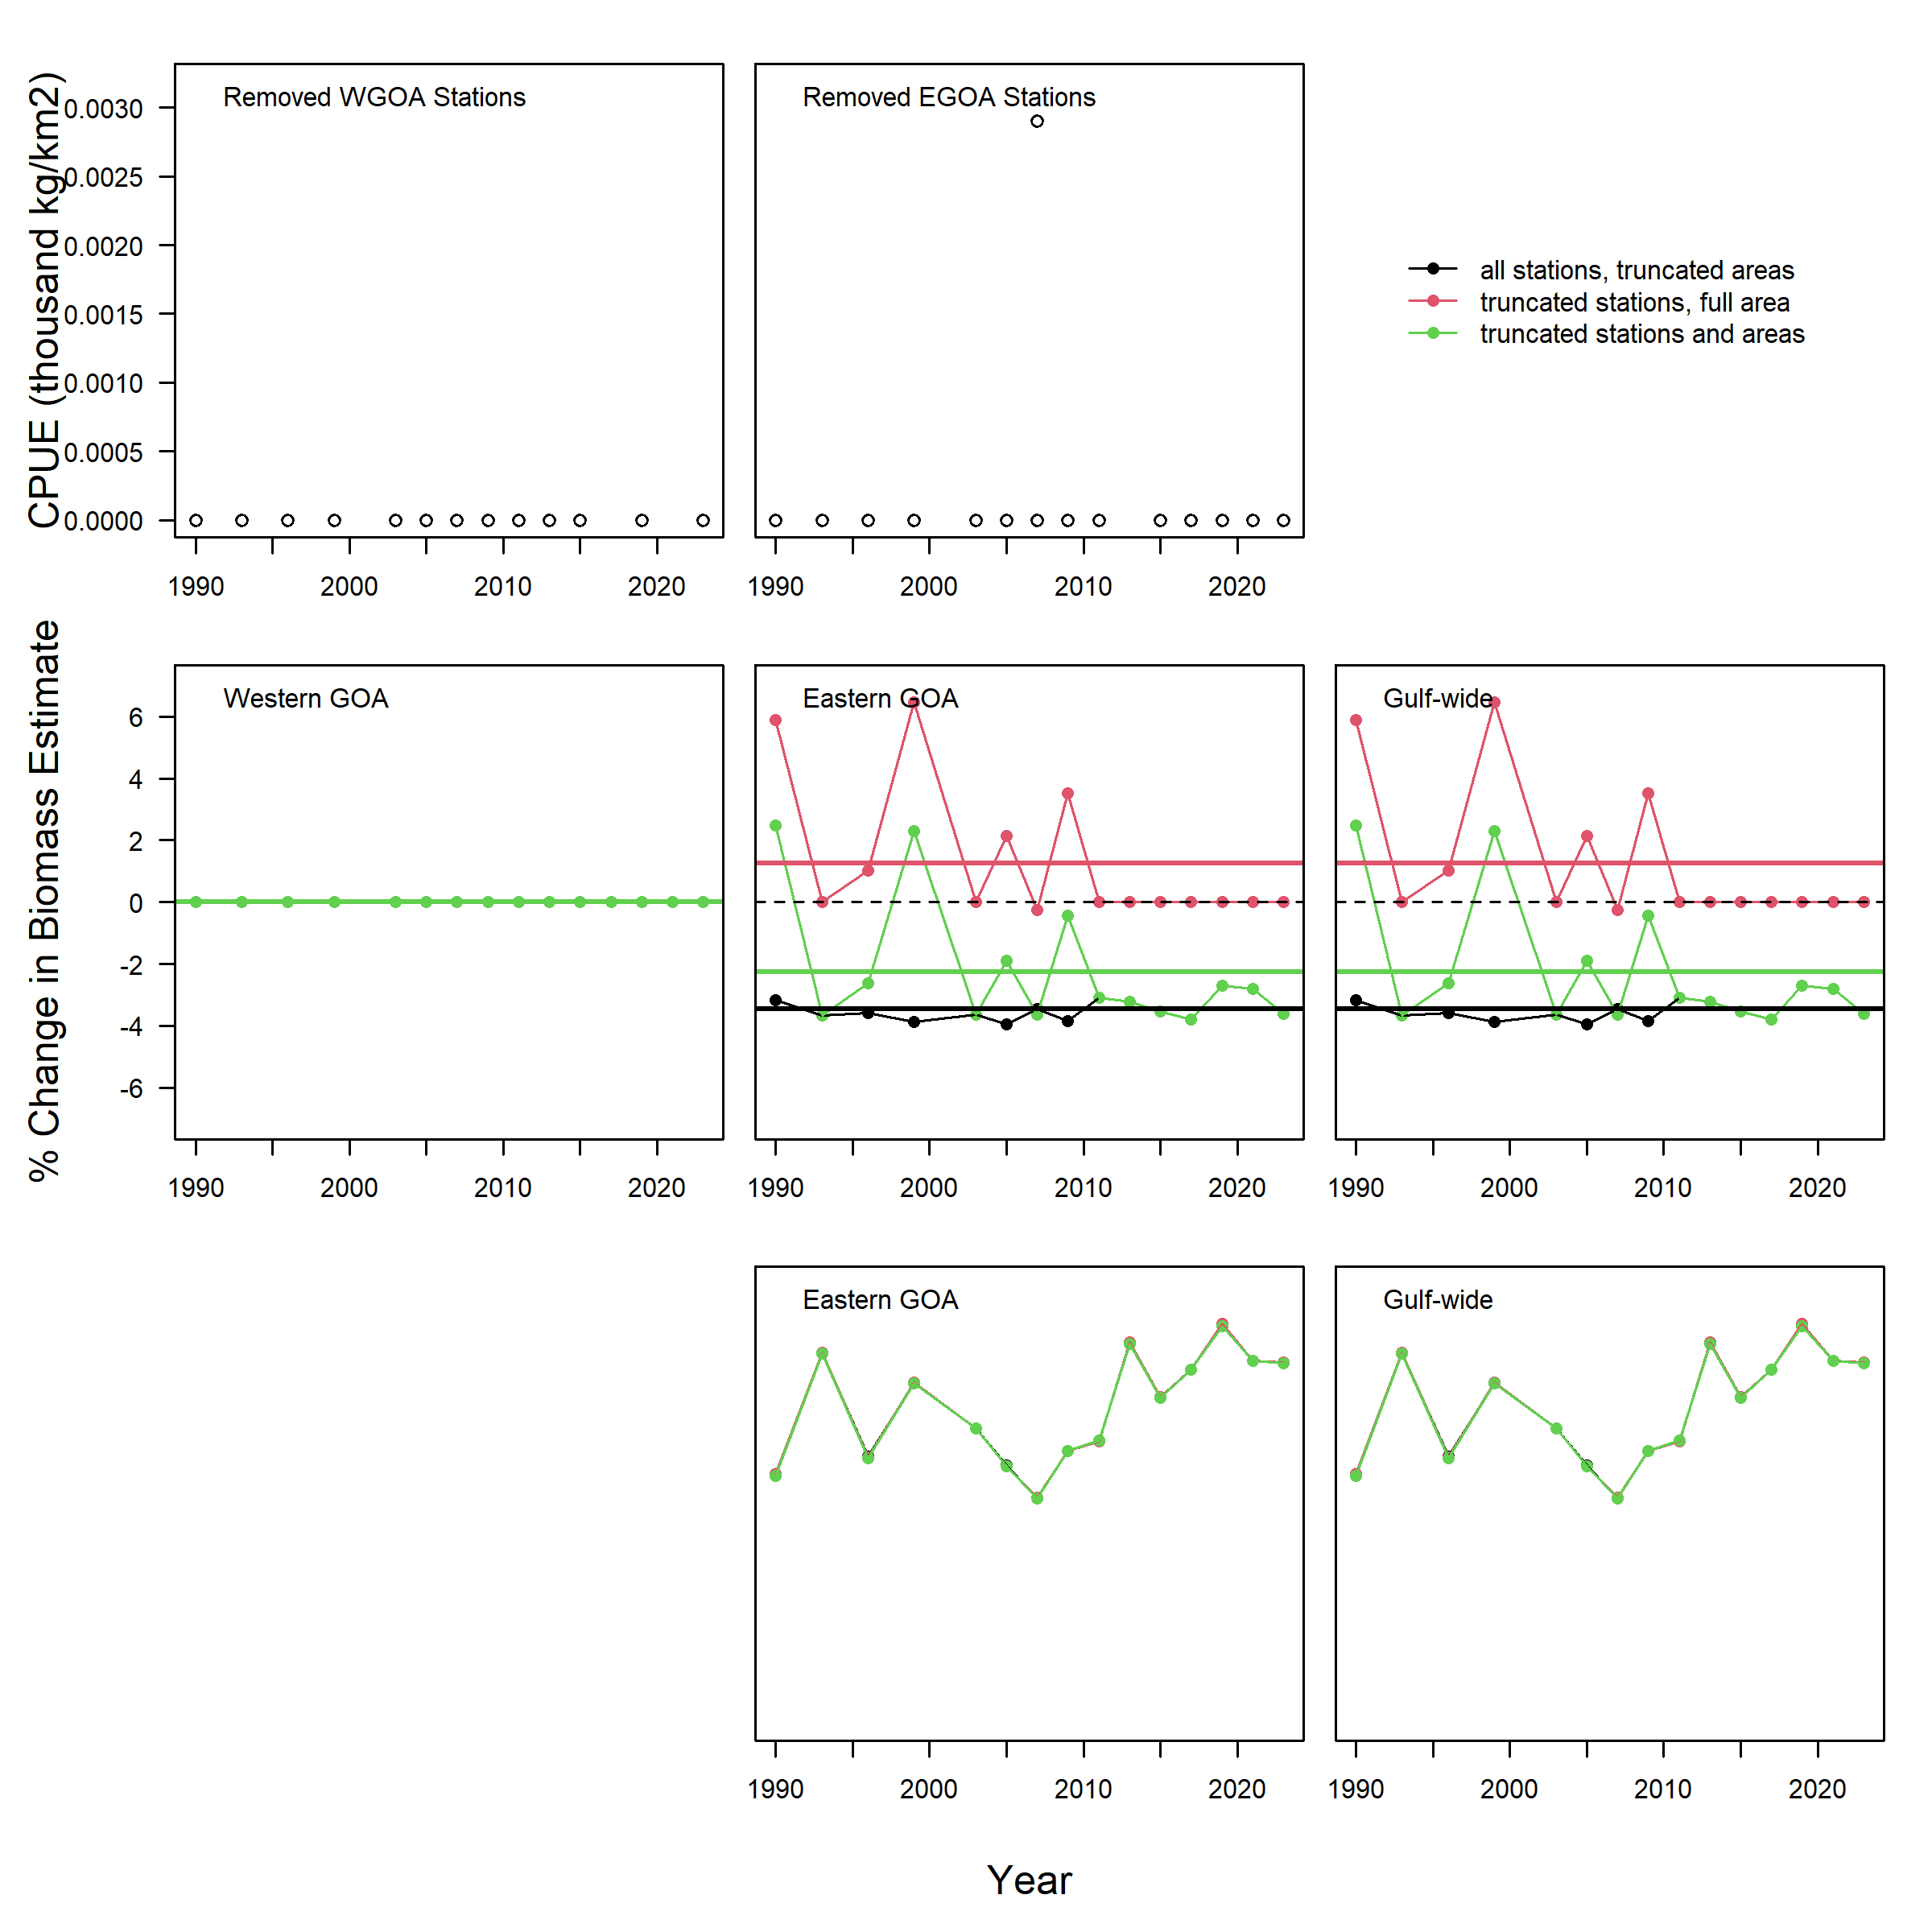 Removed WGOA Stations
Removed EGOA Stations
CPUE (thousand kg/km2)
0.0030
0.0025
0.0020
0.0015
0.0010
0.0005
0.0000
1990 2000 2010 2020
1990 2000 2010 2020
all stations, truncated areas
truncated stations, full area
truncated stations and areas
% Change in Biomass Estimate
Western GOA
Eastern GOA
Gulf-wide
6
4
2
0
-2
-4
-6
1990 2000 2010 2020
1990 2000 2010 2020
1990 2000 2010 2020
Eastern GOA
Gulf-wide
1990 2000 2010 2020
1990 2000 2010 2020
Year